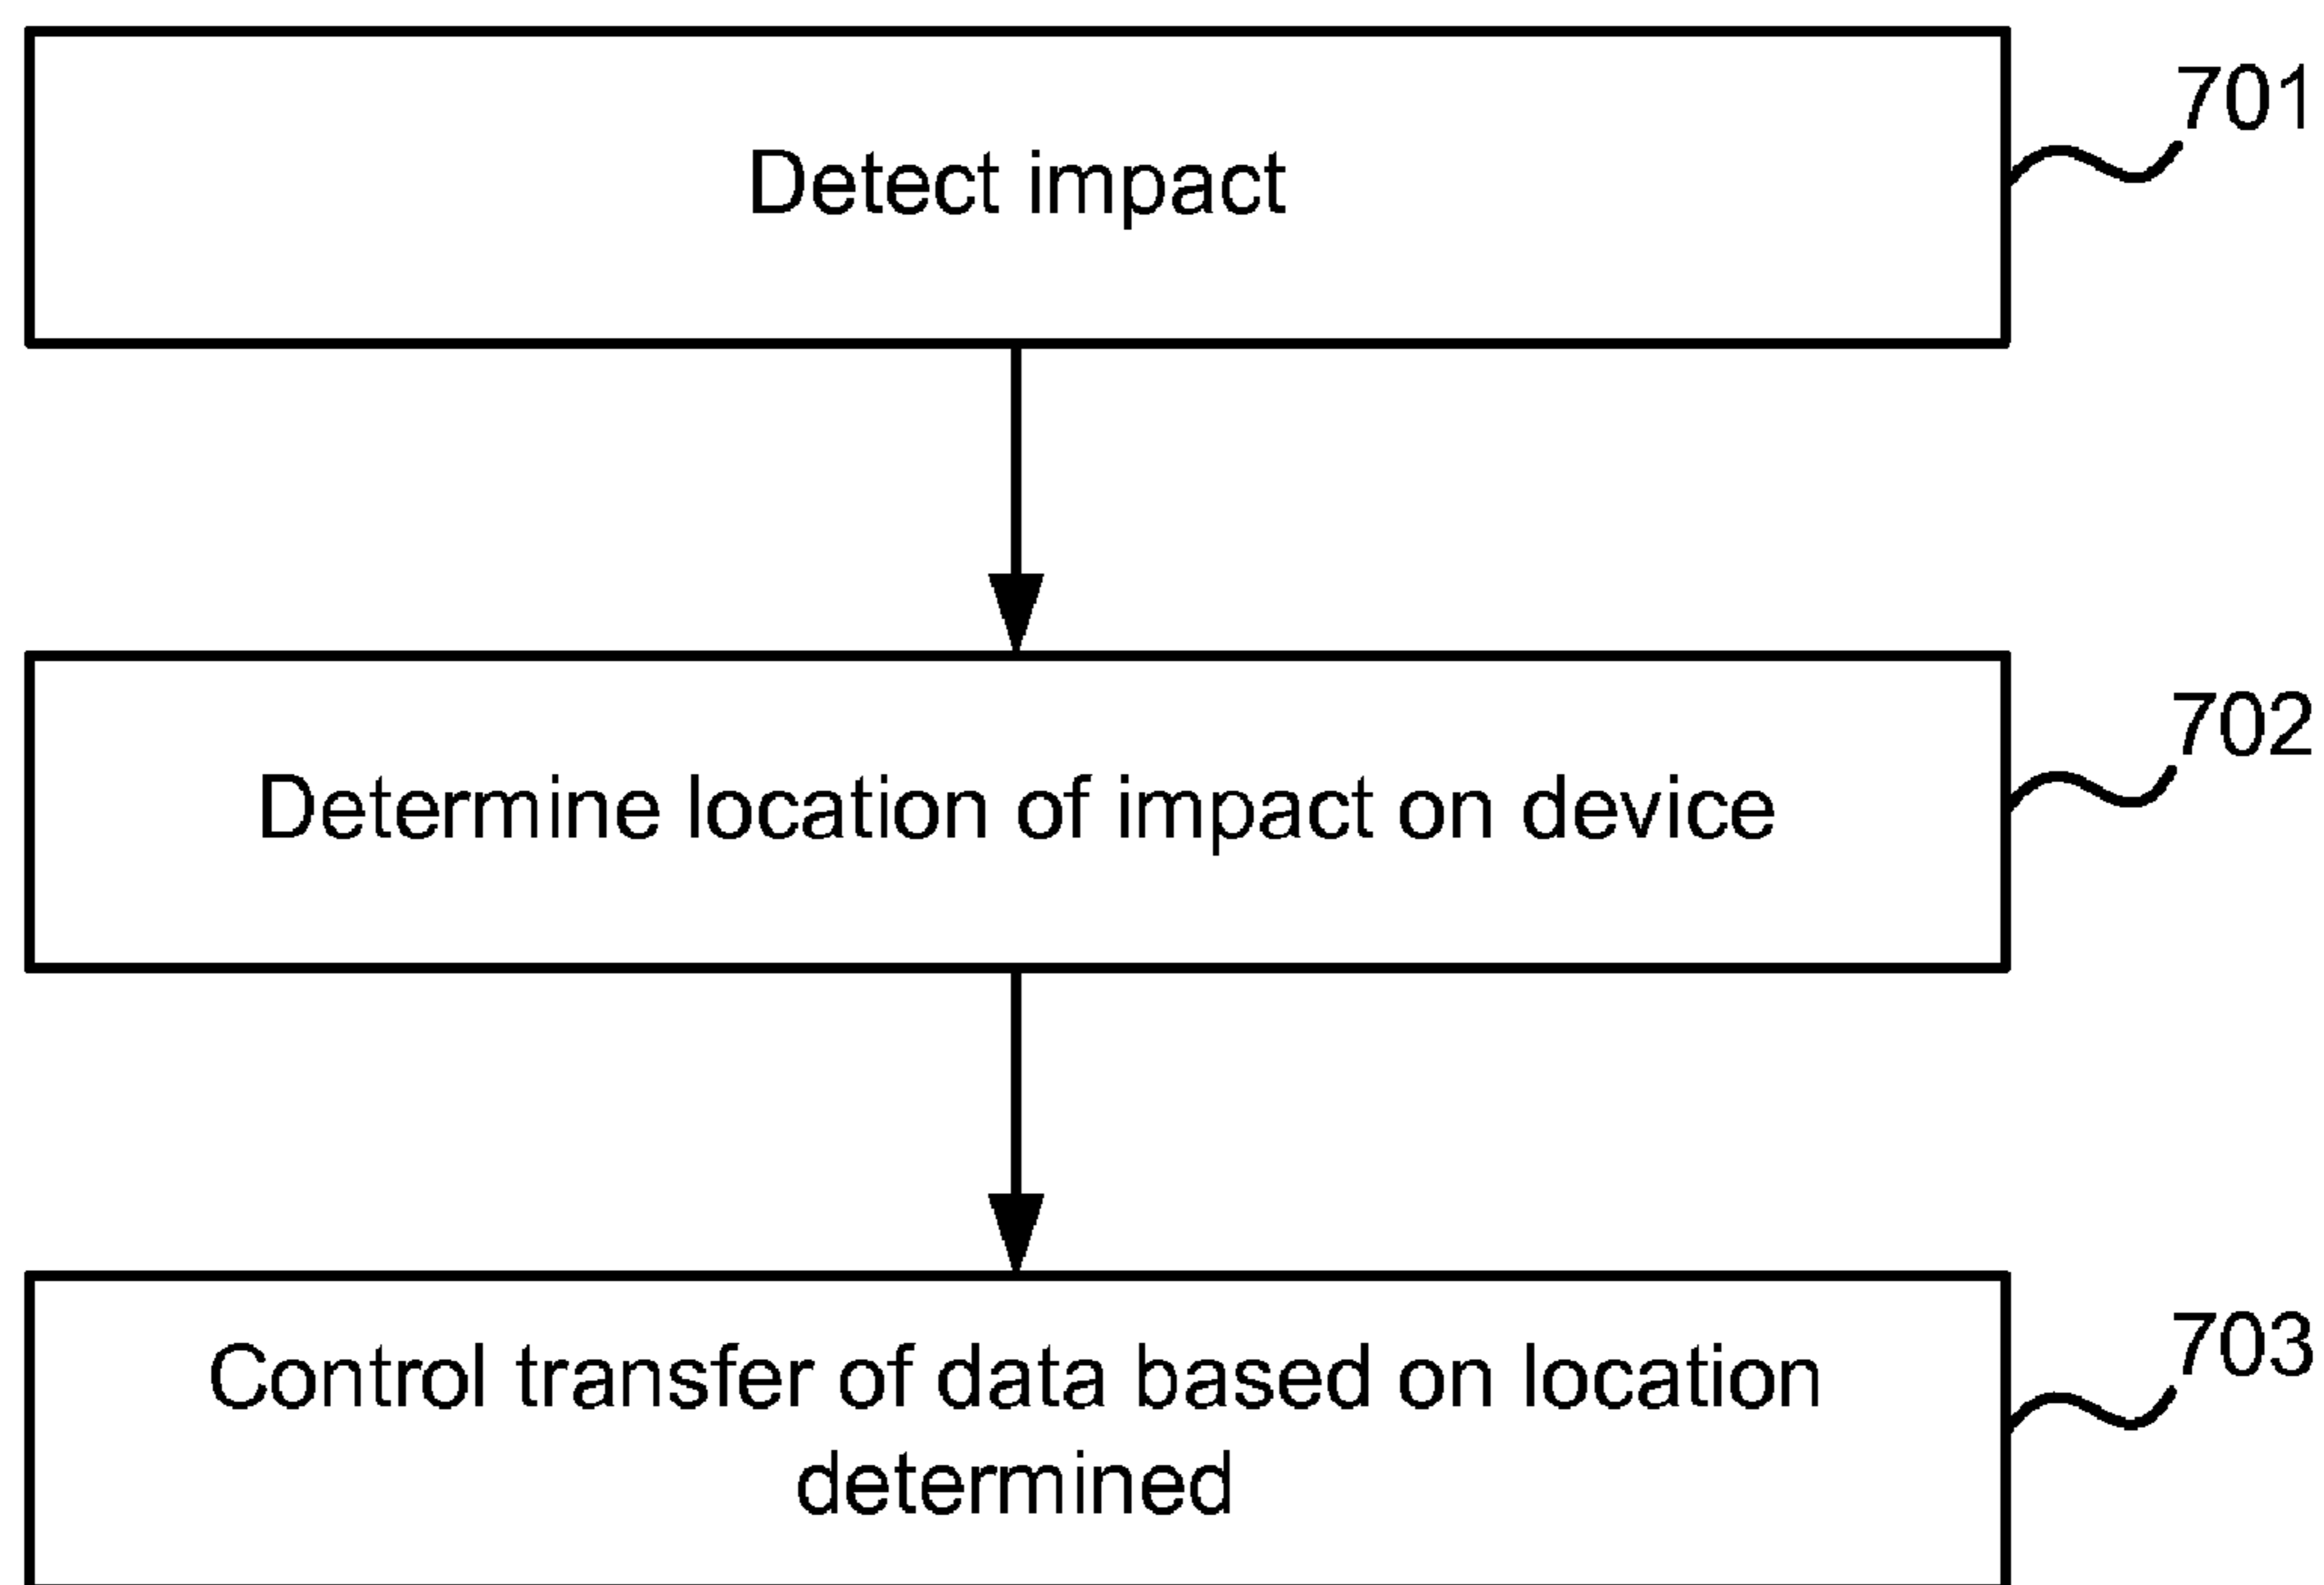 701
Detect impact
702
Determine location of impact on device
703
Control transfer of data based on location
determined